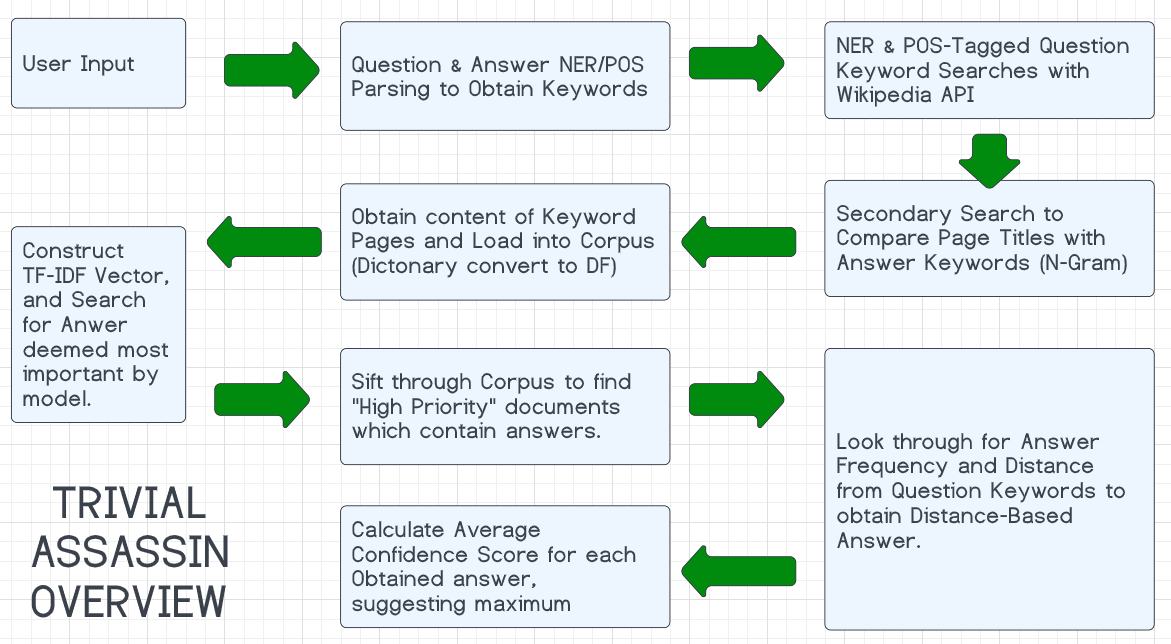 User Input
Question & Answer NER/POS
Parsing to Obtain Keywords
NER & POS-Tagged Question
Keyword Searches with
Wikipedia API
Secondary Search to
Compare Page Titles with
Answer Keywords (N-Gram)
Obtain content of Keyword
Pages and Load into Corpus
(Dictonary convert to DF)
Construct
TF-IDF Vector,
and Search
for Anwer
deemed most
important by
model.
Sift through Corpus to find
"High Priority" documents
which contain answers.
Look through for Answer
Frequency and Distance
from Question Keywords to
obtain Distance-Based
Answer.
Calculate Average
Confidence Score for each
Obtained answer,
suggesting maximum
TRIVIAL
ASSASSIN
OVERVIEW